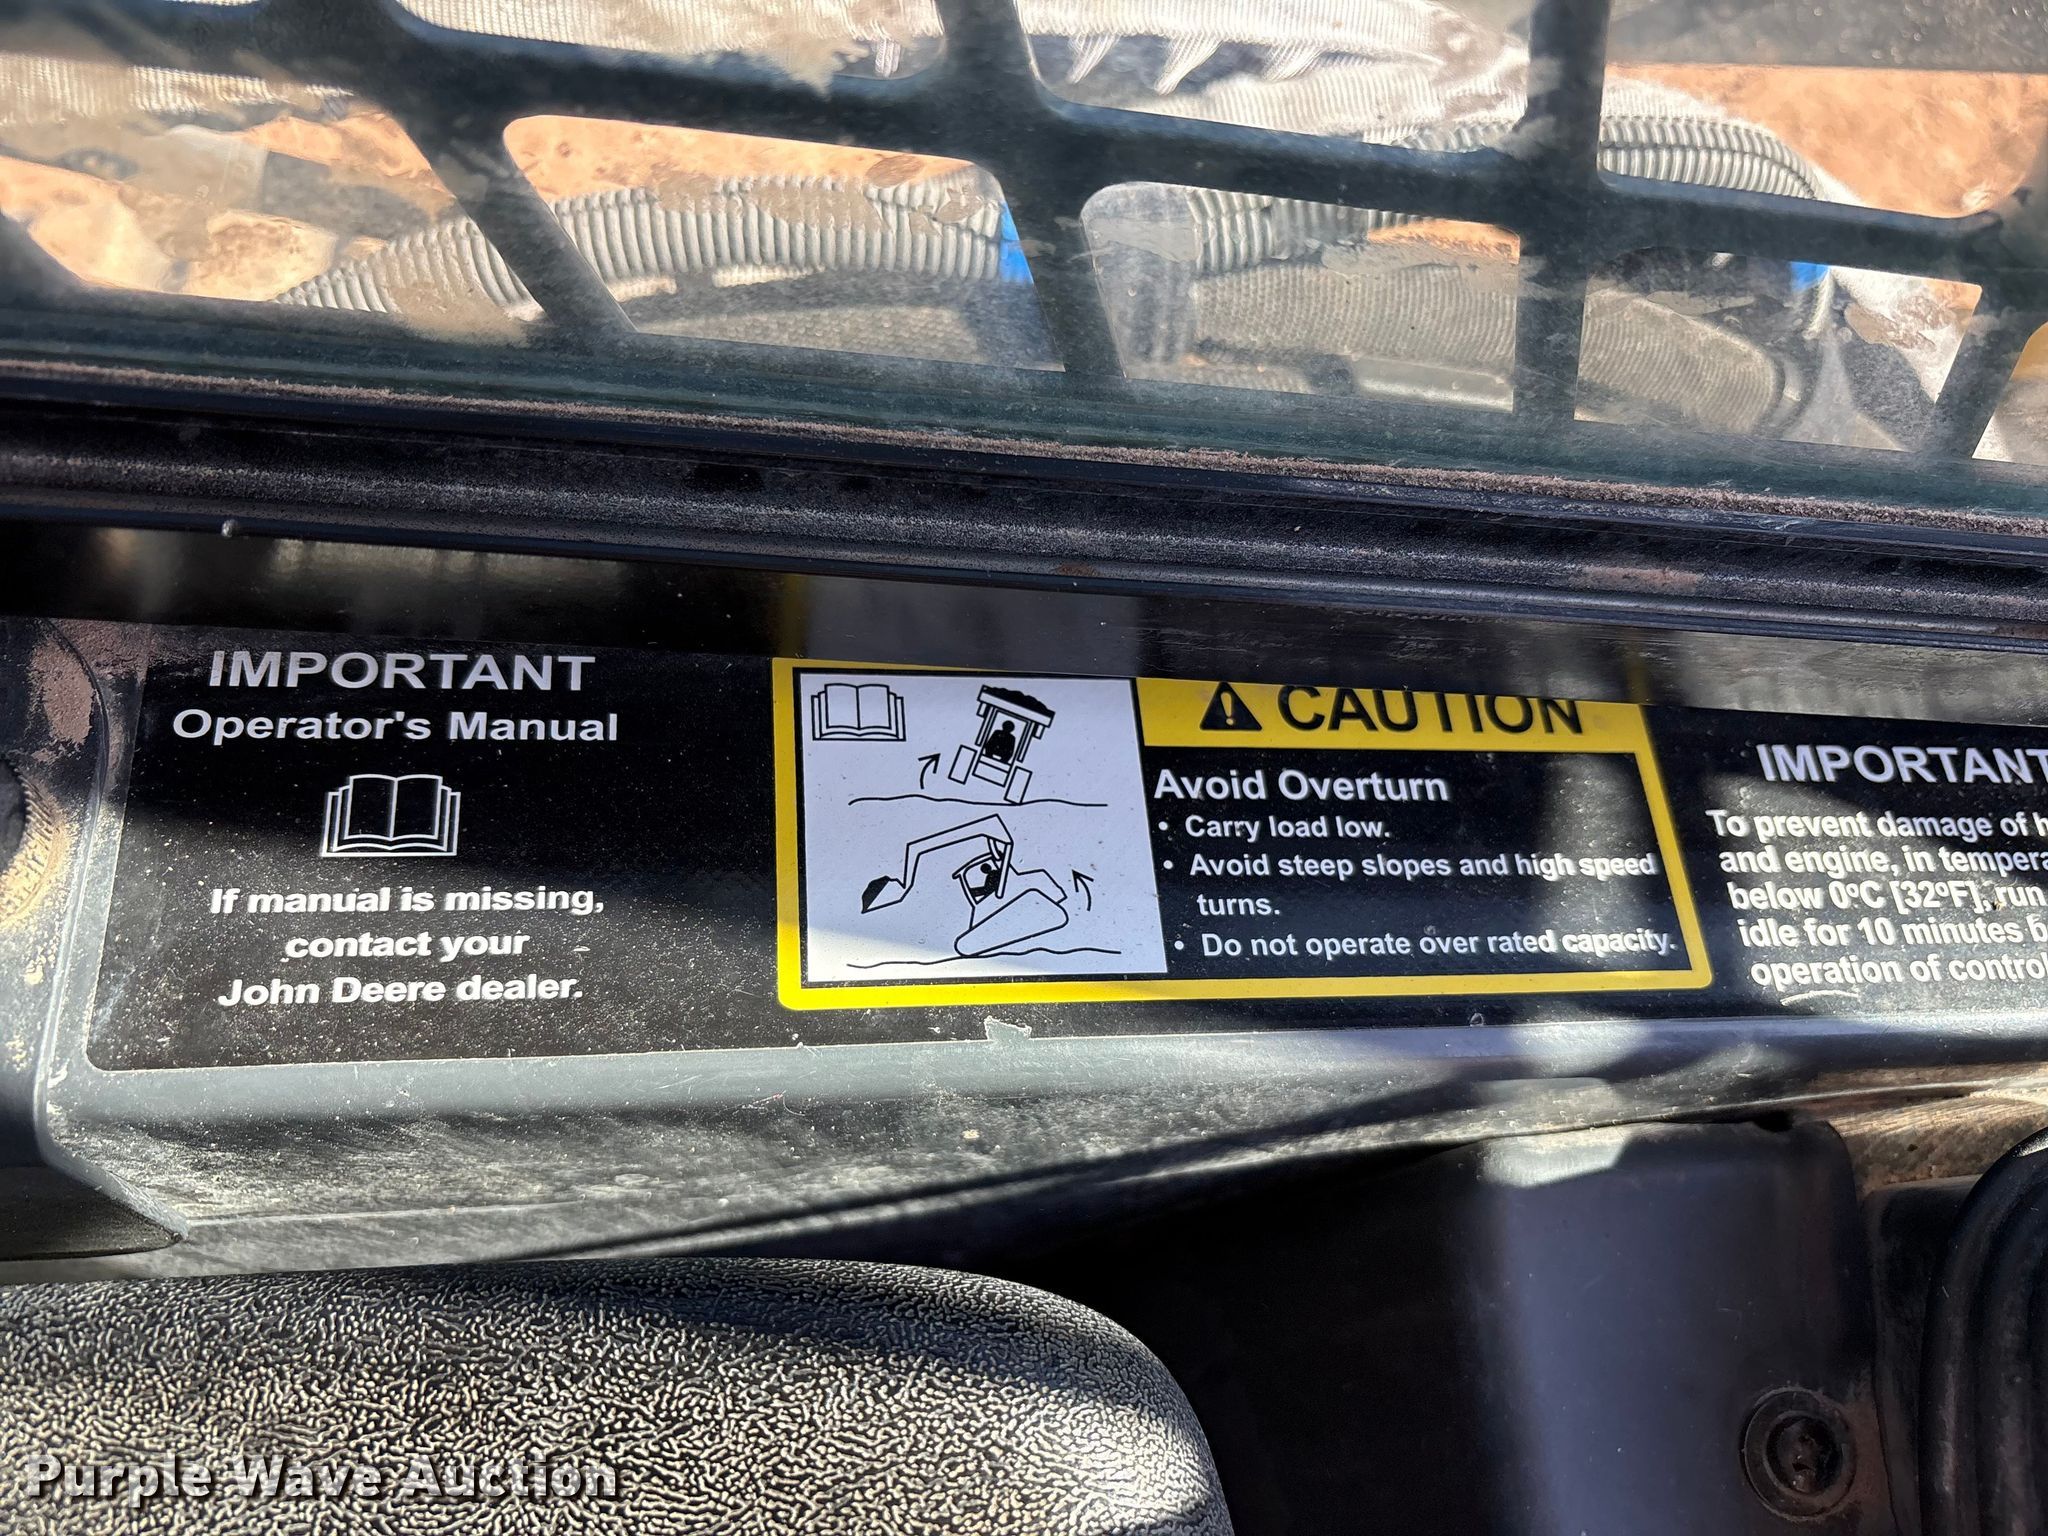 IMPORTANT
Operator's Manual
If manual is missing,
contact your
John Deere dealer.
CAUTION
Avoid Overturn
• Carry load low.
• Avoid steep slopes and high speed
turns.
• Do not operate over rated capacity.
IMPORTANT
To prevent damage of
and engine, in
below 0°C [32°F], run
idle for 10 minutes
operation of
Purple Wave Auction